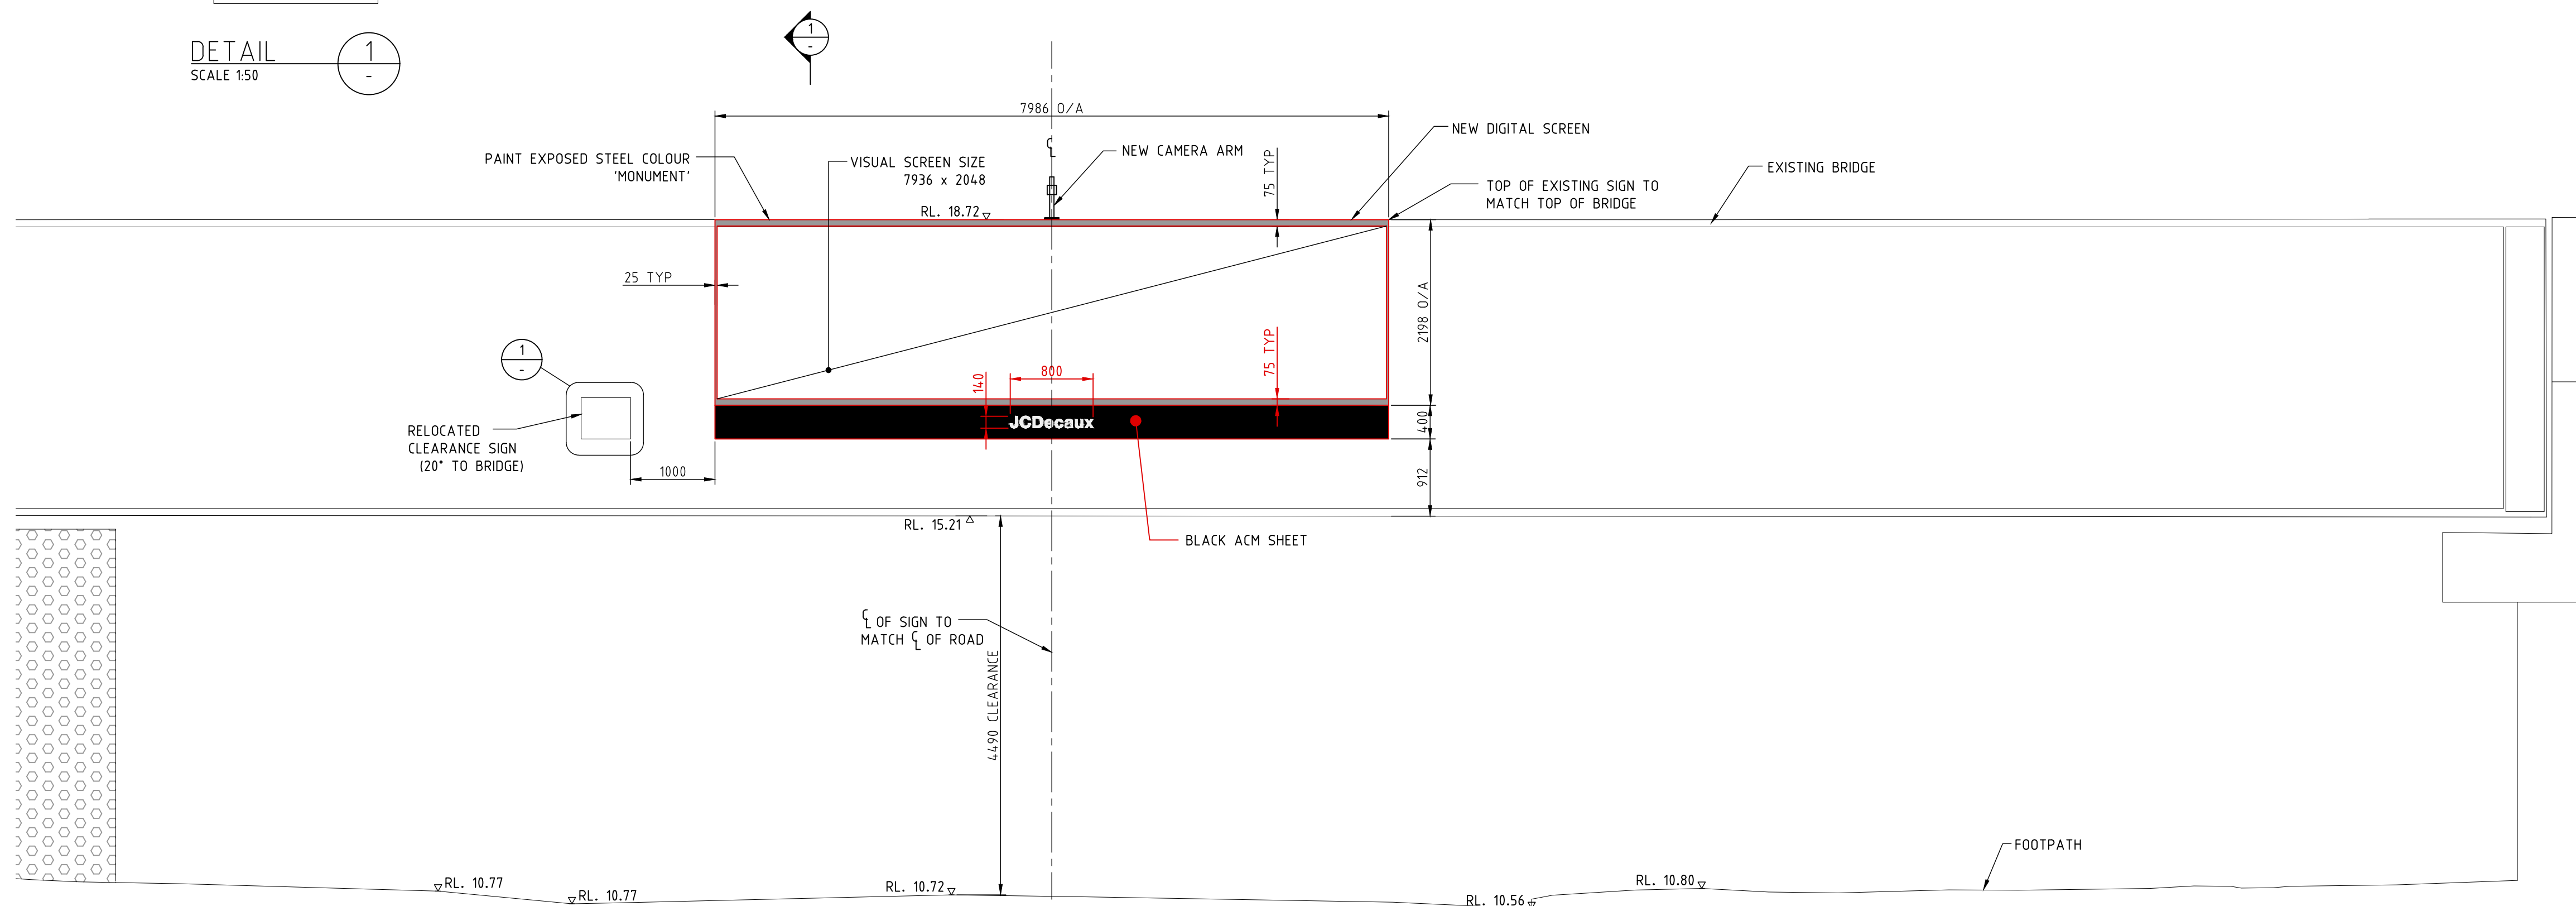 DETAIL
SCALE 1:50
1
-
1
-
7986 O/A
PAINT EXPOSED STEEL COLOUR
'MONUMENT'
VISUAL SCREEN SIZE
7936 x 2048
NEW CAMERA ARM
75 TYP
NEW DIGITAL SCREEN
EXISTING BRIDGE
TOP OF EXISTING SIGN TO
MATCH TOP OF BRIDGE
RL. 18.72
25 TYP
2198 O/A
1
-
75 TYP
140
800
JCDecaux
400
RELOCATED
CLEARANCE SIGN
(20° TO BRIDGE)
1000
912
RL. 15.21
BLACK ACM SHEET
℄ OF SIGN TO
MATCH ℄ OF ROAD
4490 CLEARANCE
FOOTPATH
RL. 10.77
RL. 10.77
RL. 10.72
RL. 10.80
RL. 10.56